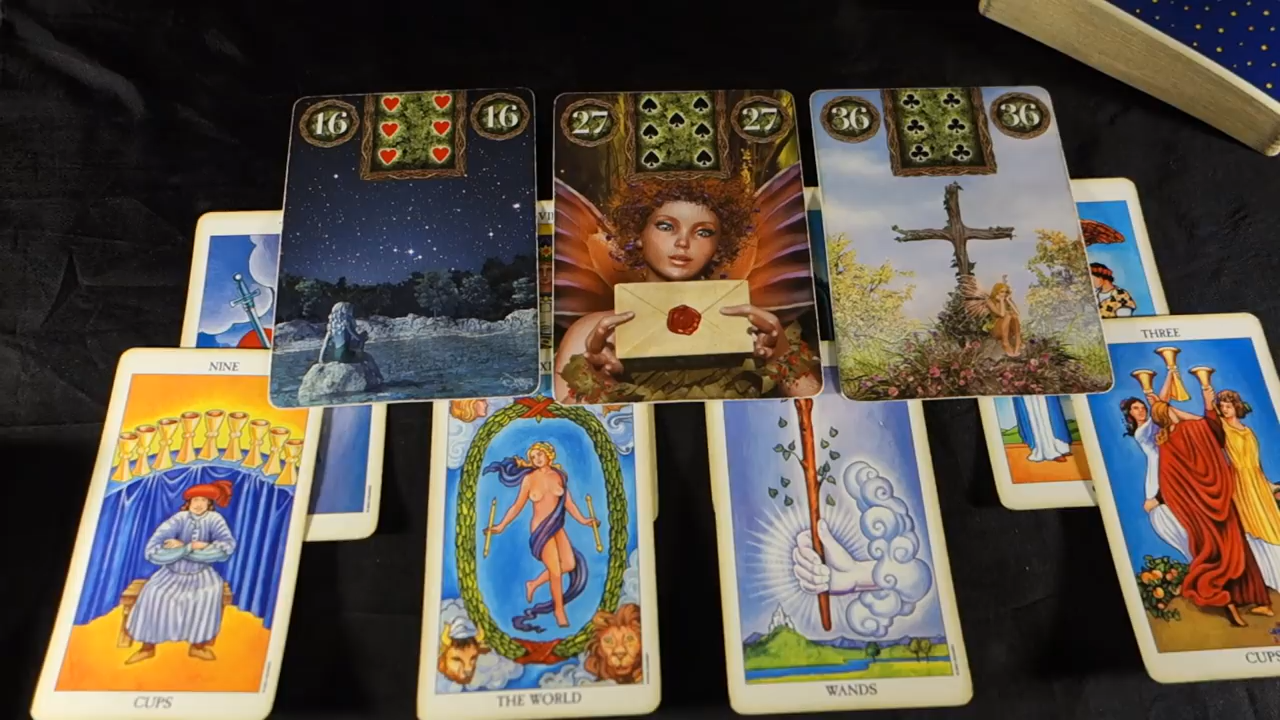 16 16
27 27
36 36
NINE
THREE
CUPS
THE WORLD
WANDS
CUPS